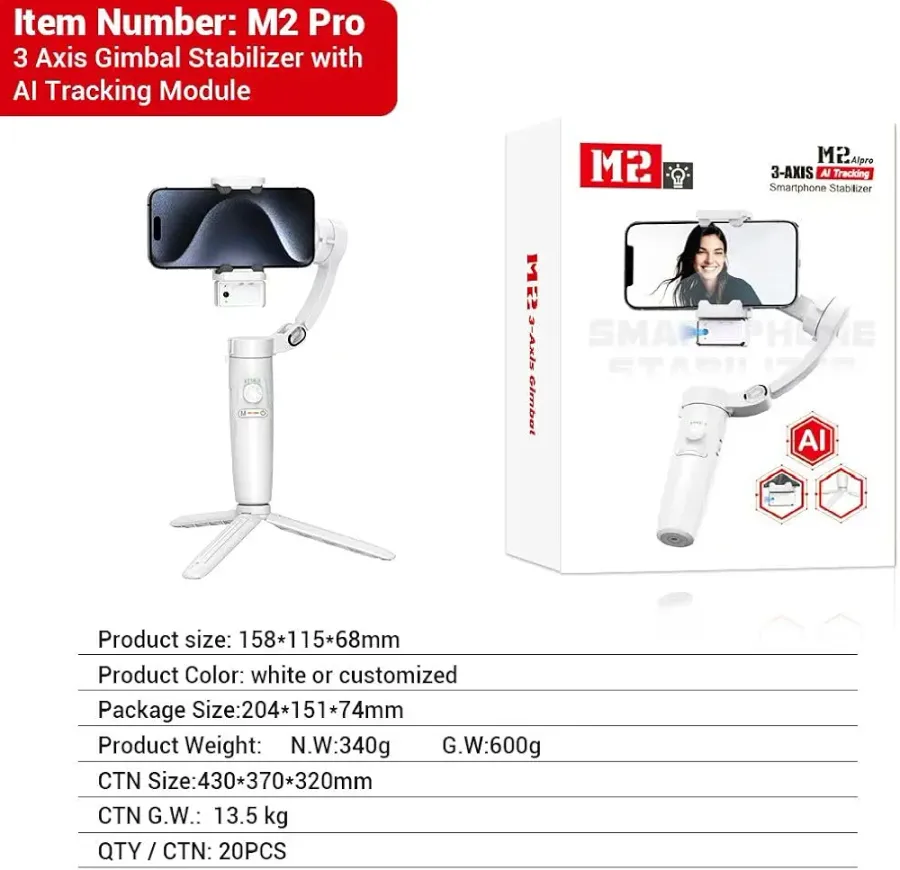 Item Number: M2 Pro
3 Axis Gimbal Stabilizer with
AI Tracking Module
M2
M2 AIpro
3-AXIS AI Tracking
Smartphone Stabilizer
M2 3-Axis Gimbal
AI
Product size: 158*115*68mm
Product Color: white or customized
Package Size:204*151*74mm
Product Weight: N.W:340g G.W:600g
CTN Size:430*370*320mm
CTN G.W.: 13.5 kg
QTY / CTN: 20PCS